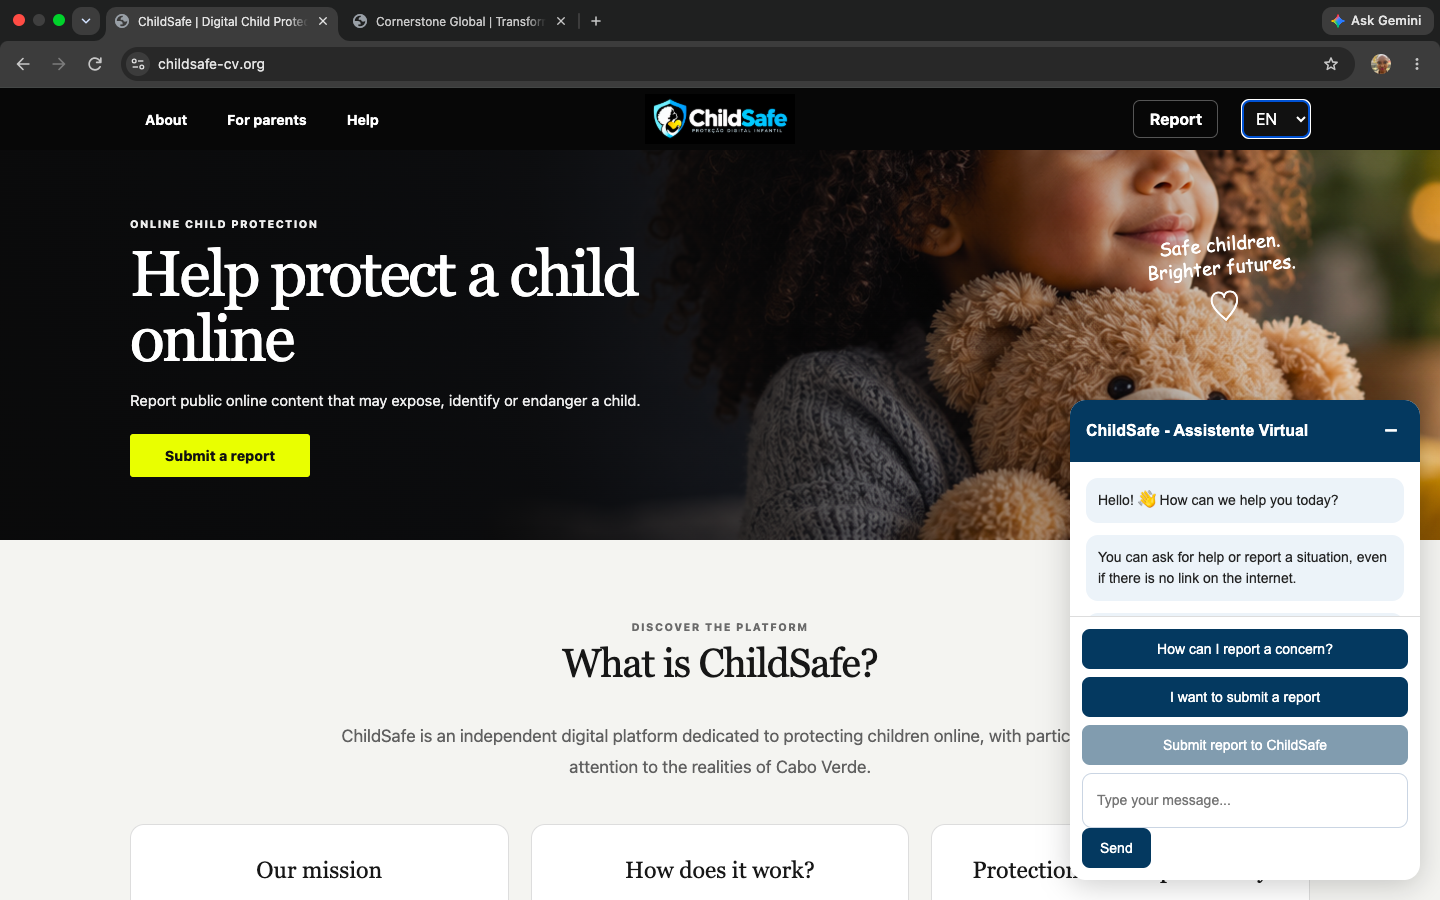 ChildSafe | Digital Child Prote
Cornerstone Global | Transfor
Ask Gemini
childsafe-cv.org
About
For parents
Help
ChildSafe
PROTEÇÃO DIGITAL INFANTIL
Report
EN
ONLINE CHILD PROTECTION
Help protect a child
online
Report public online content that may expose, identify or endanger a child.
Submit a report
Safe children.
Brighter futures.
DISCOVER THE PLATFORM
What is ChildSafe?
ChildSafe is an independent digital platform dedicated to protecting children online, with partic
attention to the realities of Cabo Verde.
Our mission
How does it work?
Protection
ChildSafe - Assistente Virtual
Hello! 👋 How can we help you today?
You can ask for help or report a situation, even
if there is no link on the internet.
How can I report a concern?
I want to submit a report
Submit report to ChildSafe
Type your message...
Send